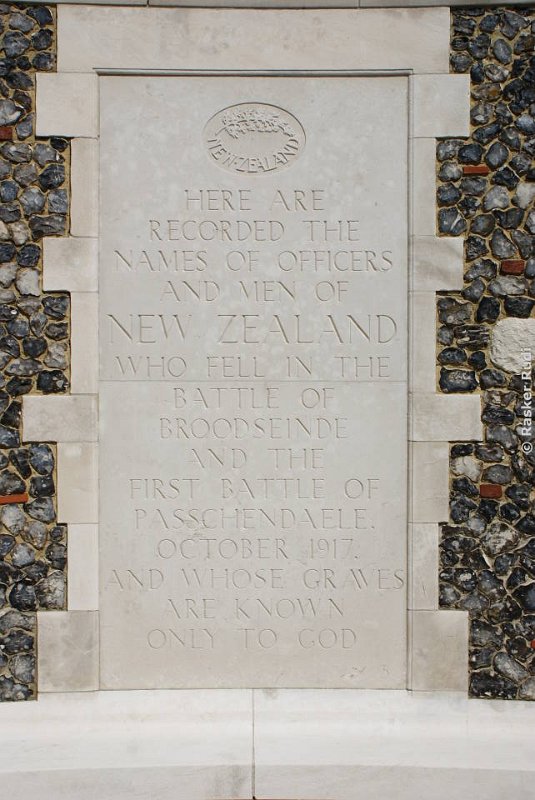 NEW·ZEALAND
HERE ARE
RECORDED THE
NAMES OF OFFICERS
AND MEN OF
NEW ZEALAND
WHO FELL IN THE
BATTLE OF
BROODSEINDE
AND THE
FIRST BATTLE OF
PASSCHENDAELE,
OCTOBER 1917,
AND WHOSE GRAVES
ARE KNOWN
ONLY TO GOD
© Rasker Rudi